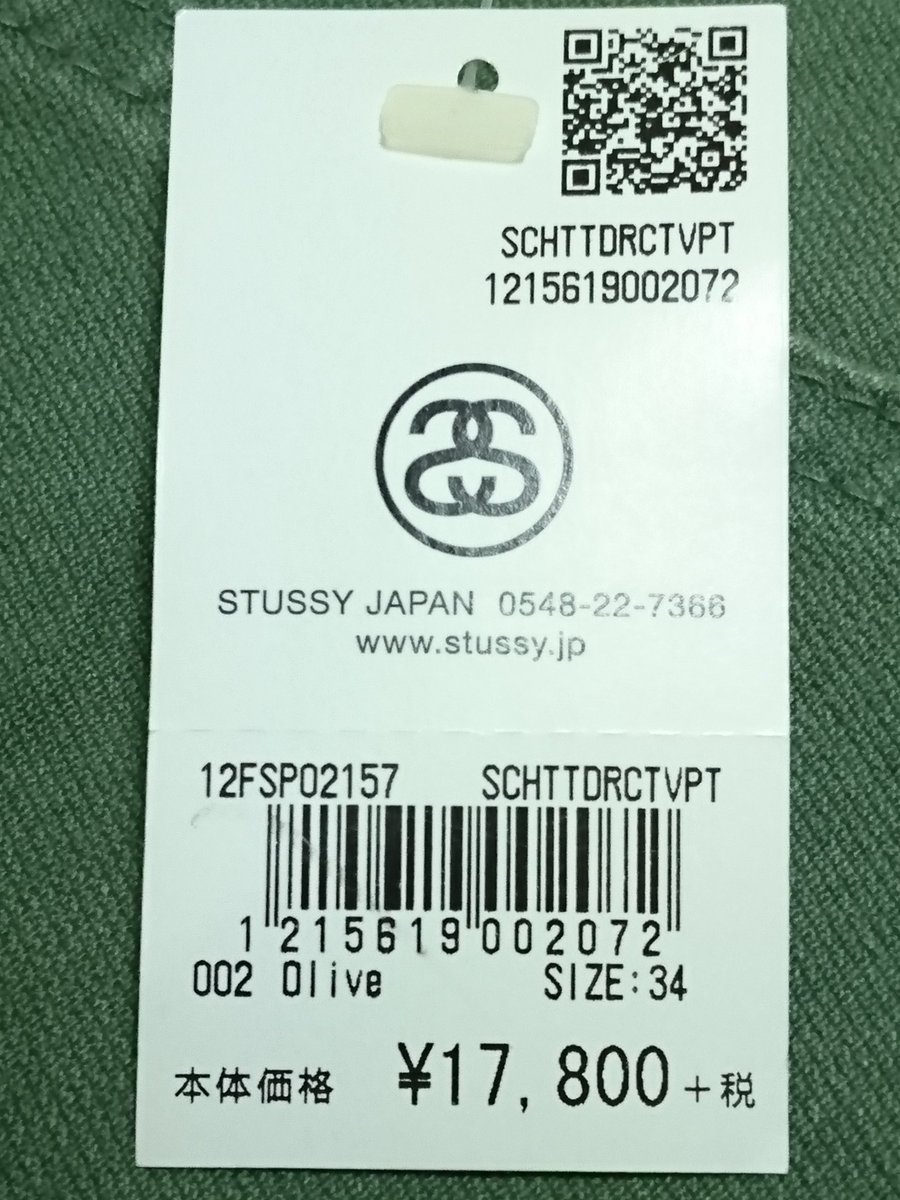 SCHTTDRCTVPT
1215619002072
STUSSY JAPAN 0548-22-7366
www.stussy.jp
12FSP02157 SCHTTDRCTVPT
1 215619 002072
002 Olive SIZE:34
本体価格 ¥17,800+税